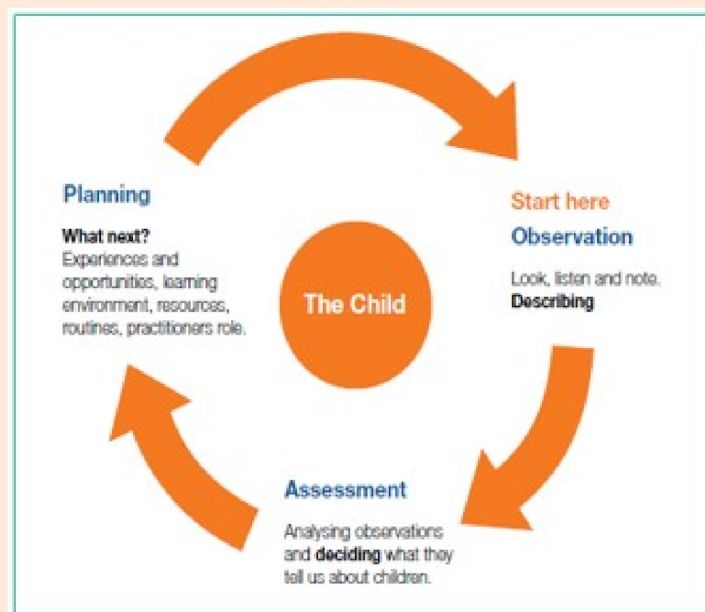 Planning
What next?
Experiences and
opportunities, learning
environment, resources,
routines, practitioners role.
The Child
Start here
Observation
Look, listen and note.
Describing
Assessment
Analysing observations
and deciding what they
tell us about children.